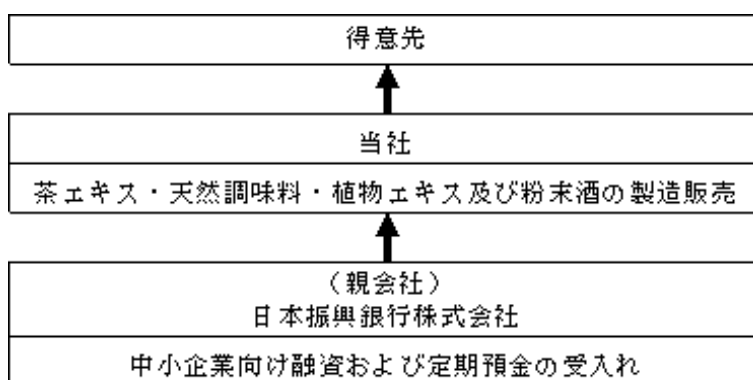 得意先
当社
茶エキス・天然調味料・植物エキス及び粉末酒の製造販売
（親会社）
日本振興銀行株式会社
中小企業向け融資および定期預金の受入れ